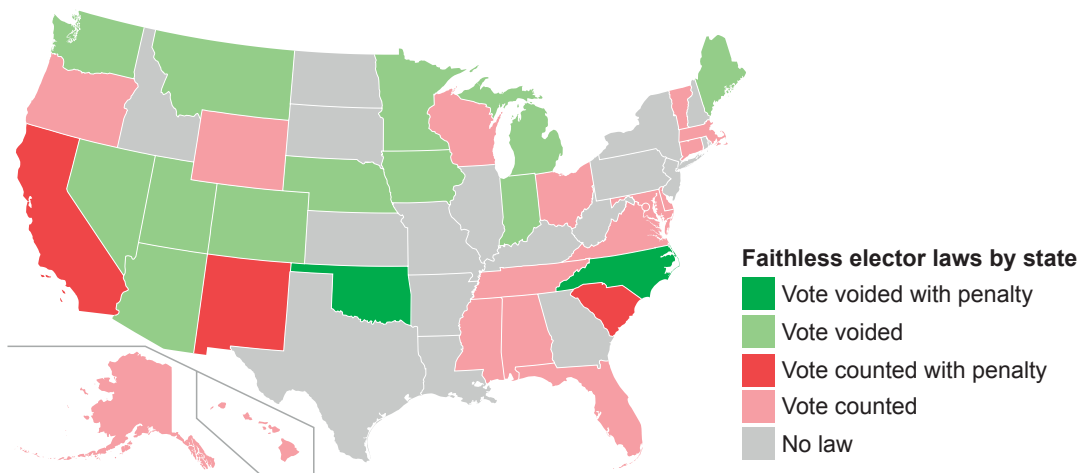 Faithless elector laws by state
Vote voided with penalty
Vote voided
Vote counted with penalty
Vote counted
No law